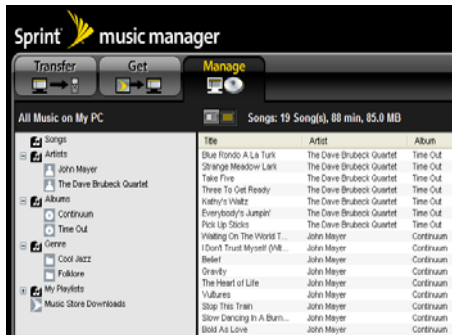 Sprint music manager
Transfer Get Manage
All Music on My PC Songs: 19 Song(s), 88 min, 85.0 MB
Songs
Artists
John Mayer
The Dave Brubeck Quartet
Albums
Continuum
Time Out
Genre
Cool Jazz
Folklore
My Playlists
Music Store Downloads
Title Artist Album
Blue Rondo A La Turk The Dave Brubeck Quartet Time Out
Strange Meadow Lark The Dave Brubeck Quartet Time Out
Take Five The Dave Brubeck Quartet Time Out
Three To Get Ready The Dave Brubeck Quartet Time Out
Kathy's Waltz The Dave Brubeck Quartet Time Out
Everybody's Jumpin' The Dave Brubeck Quartet Time Out
Pick Up Sticks The Dave Brubeck Quartet Time Out
Waiting On The World T... John Mayer Continuum
I Don't Trust Myself (Wit... John Mayer Continuum
Belief John Mayer Continuum
Gravity John Mayer Continuum
The Heart of Life John Mayer Continuum
Vultures John Mayer Continuum
Stop This Train John Mayer Continuum
Slow Dancing In A Burn... John Mayer Continuum
Bold As Love John Mayer Continuum